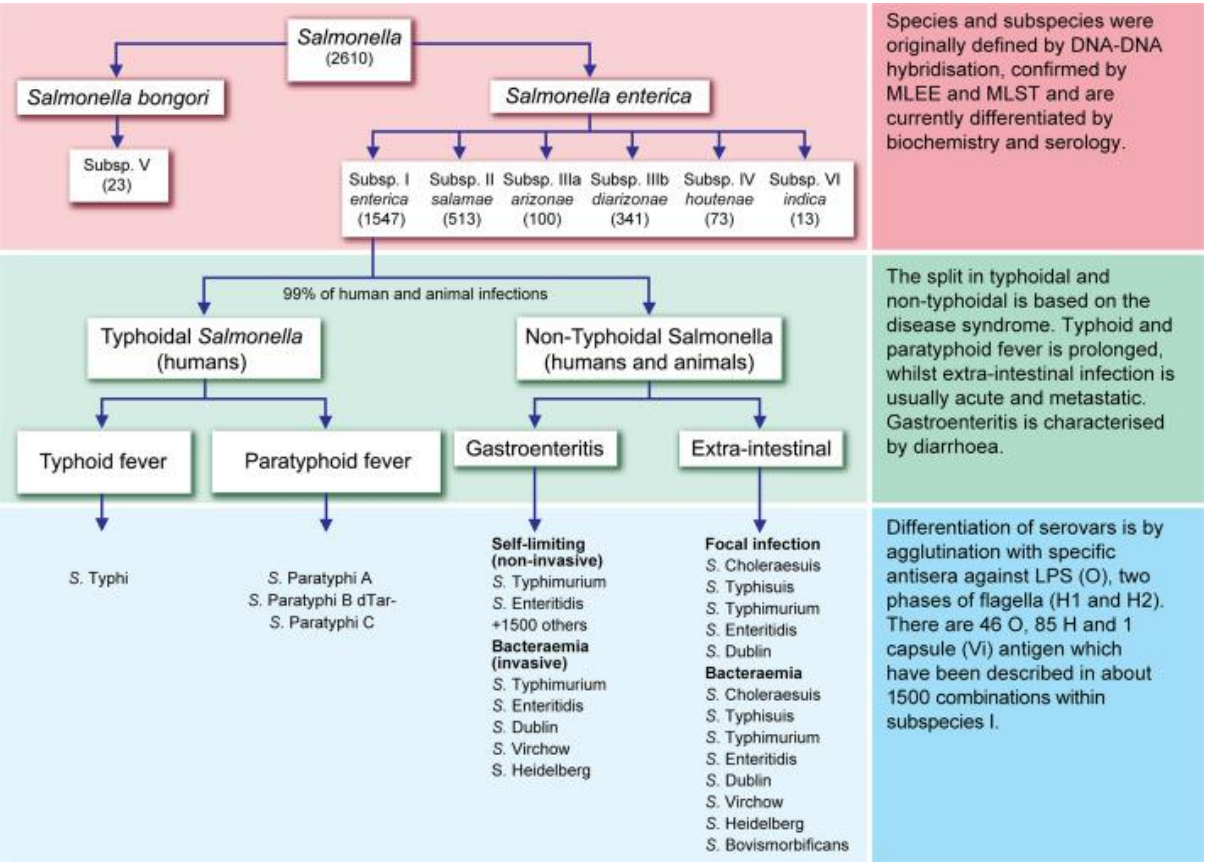 Salmonella
(2610)
Salmonella bongori
Salmonella enterica
Subsp. V
(23)
Subsp. I
enterica
(1547)
Subsp. II
salamae
(513)
Subsp. IIIa
arizonae
(100)
Subsp. IIIb
diarizonae
(341)
Subsp. IV
houtenae
(73)
Subsp. VI
indica
(13)
Species and subspecies were
originally defined by DNA-DNA
hybridisation, confirmed by
MLEE and MLST and are
currently differentiated by
biochemistry and serology.
99% of human and animal infections
Typhoidal Salmonella
(humans)
Non-Typhoidal Salmonella
(humans and animals)
Typhoid fever
Paratyphoid fever
Gastroenteritis
Extra-intestinal
The split in typhoidal and
non-typhoidal is based on the
disease syndrome. Typhoid and
paratyphoid fever is prolonged,
whilst extra-intestinal infection is
usually acute and metastatic.
Gastroenteritis is characterised
by diarrhoea.
S. Typhi
S. Paratyphi A
S. Paratyphi B dTar-
S. Paratyphi C
Self-limiting
(non-invasive)
S. Typhimurium
S. Enteritidis
+1500 others
Bacteraemia
(invasive)
S. Typhimurium
S. Enteritidis
S. Dublin
S. Virchow
S. Heidelberg
Focal infection
S. Choleraesuis
S. Typhisuis
S. Typhimurium
S. Enteritidis
S. Dublin
Bacteraemia
S. Choleraesuis
S. Typhisuis
S. Typhimurium
S. Enteritidis
S. Dublin
S. Virchow
S. Heidelberg
S. Bovismorbificans
Differentiation of serovars is by
agglutination with specific
antisera against LPS (O), two
phases of flagella (H1 and H2).
There are 46 O, 85 H and 1
capsule (Vi) antigen which
have been described in about
1500 combinations within
subspecies I.